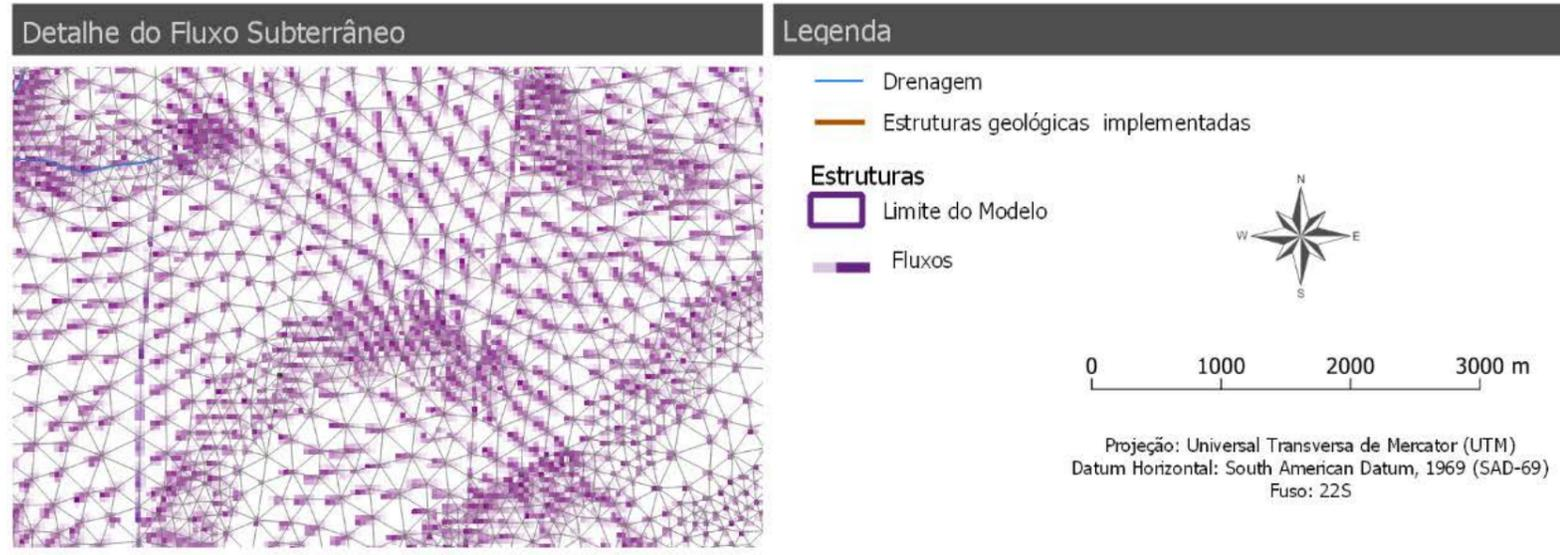 Detalhe do Fluxo Subterrâneo
Legenda
Drenagem
Estruturas geológicas implementadas
Estruturas
Limite do Modelo
Fluxos
N
W E
S
0 1000 2000 3000 m
Projeção: Universal Transversa de Mercator (UTM)
Datum Horizontal: South American Datum, 1969 (SAD-69)
Fuso: 22S